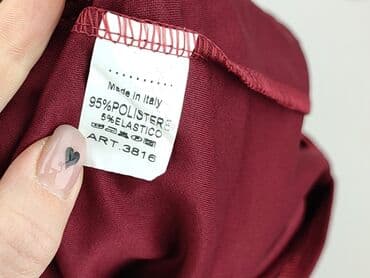 Made in Italy
95% POLISTERE
5% ELASTICO
ART.3816